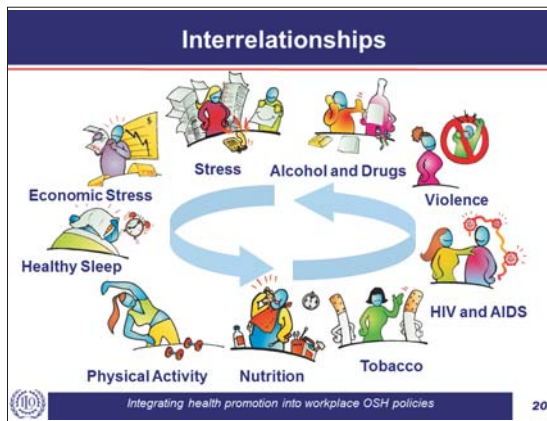 Interrelationships
Stress
Alcohol and Drugs
Economic Stress
Violence
Healthy Sleep
HIV and AIDS
Tobacco
Physical Activity
Nutrition
Integrating health promotion into workplace OSH policies
20